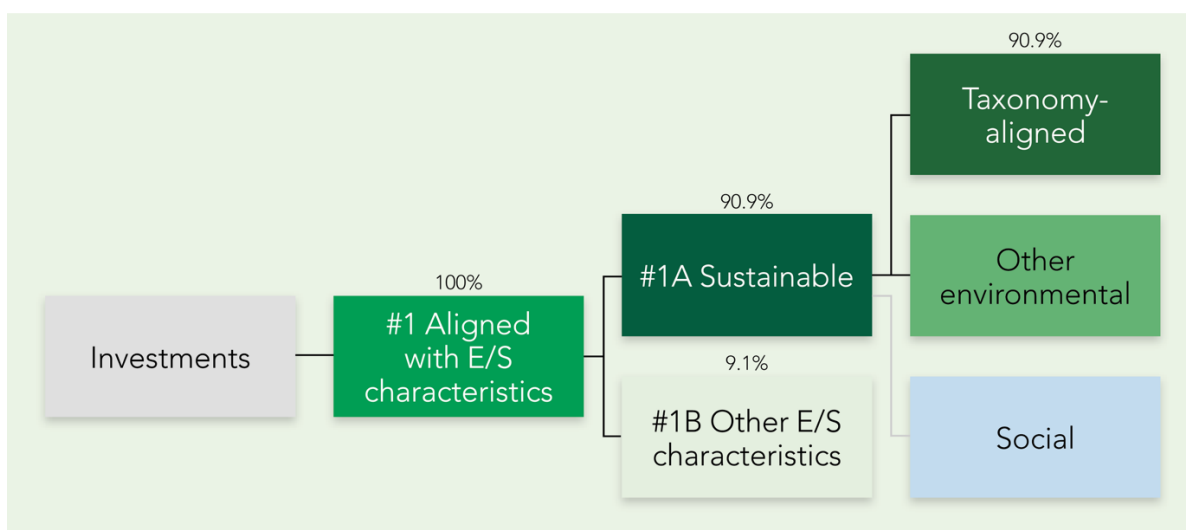 90.9%
Taxonomy-
aligned
90.9%
#1A Sustainable
Other
environmental
100%
#1 Aligned
with E/S
characteristics
Investments
9.1%
#1B Other E/S
characteristics
Social